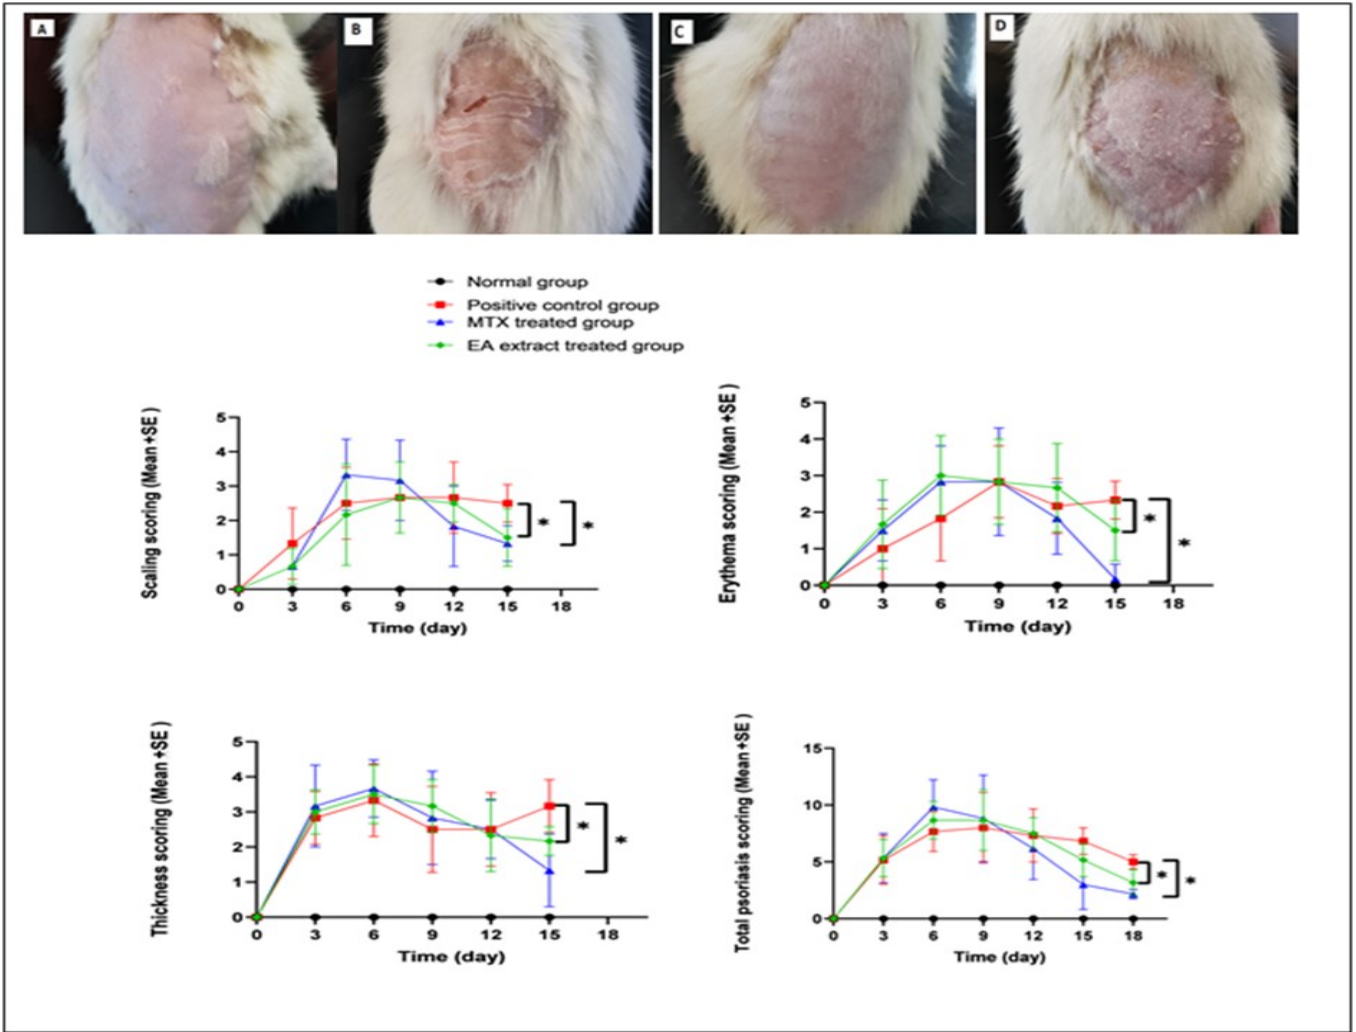 A
B
C
D
Normal group
Positive control group
MTX treated group
EA extract treated group
Scaling scoring (Mean +SE )
5
4
3
2
1
0
0 3 6 9 12 15 18
Time (day)
* *
Erythema scoring (Mean +SE )
5
4
3
2
1
0
0 3 6 9 12 15 18
Time (day)
* *
Thickness scoring (Mean +SE )
5
4
3
2
1
0
0 3 6 9 12 15 18
Time (day)
* *
Total psoriasis scoring (Mean +SE )
15
10
5
0
0 3 6 9 12 15 18
Time (day)
* *